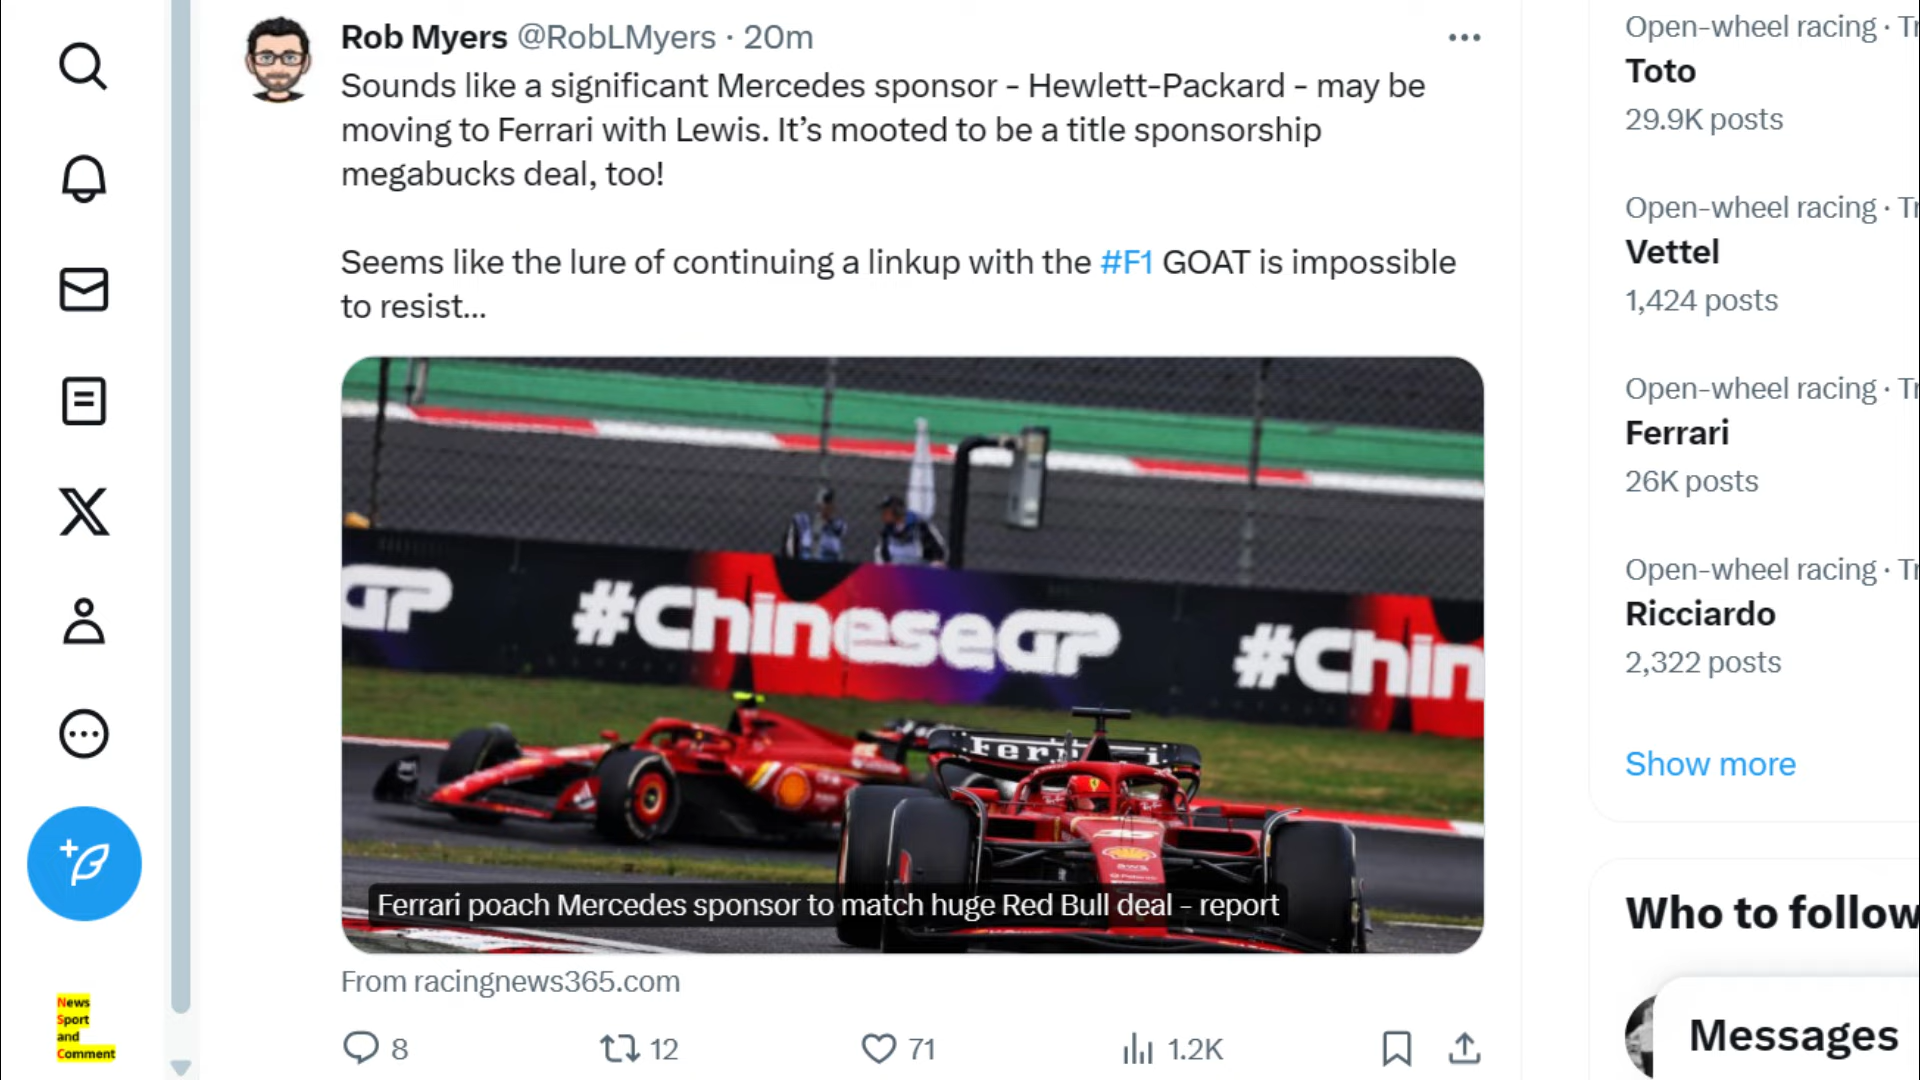 Rob Myers @RobLMyers · 20m
Sounds like a significant Mercedes sponsor - Hewlett-Packard - may be
moving to Ferrari with Lewis. It’s mooted to be a title sponsorship
megabucks deal, too!
Seems like the lure of continuing a linkup with the #F1 GOAT is impossible
to resist...
GP
#ChineseGP
#Chin
Ferrari poach Mercedes sponsor to match huge Red Bull deal - report
From racingnews365.com
8 12 71 1.2K
News
Sport
and
Comment
Open-wheel racing · Tr
Toto
29.9K posts
Open-wheel racing · Tr
Vettel
1,424 posts
Open-wheel racing · Tr
Ferrari
26K posts
Open-wheel racing · Tr
Ricciardo
2,322 posts
Show more
Who to follow
Messages